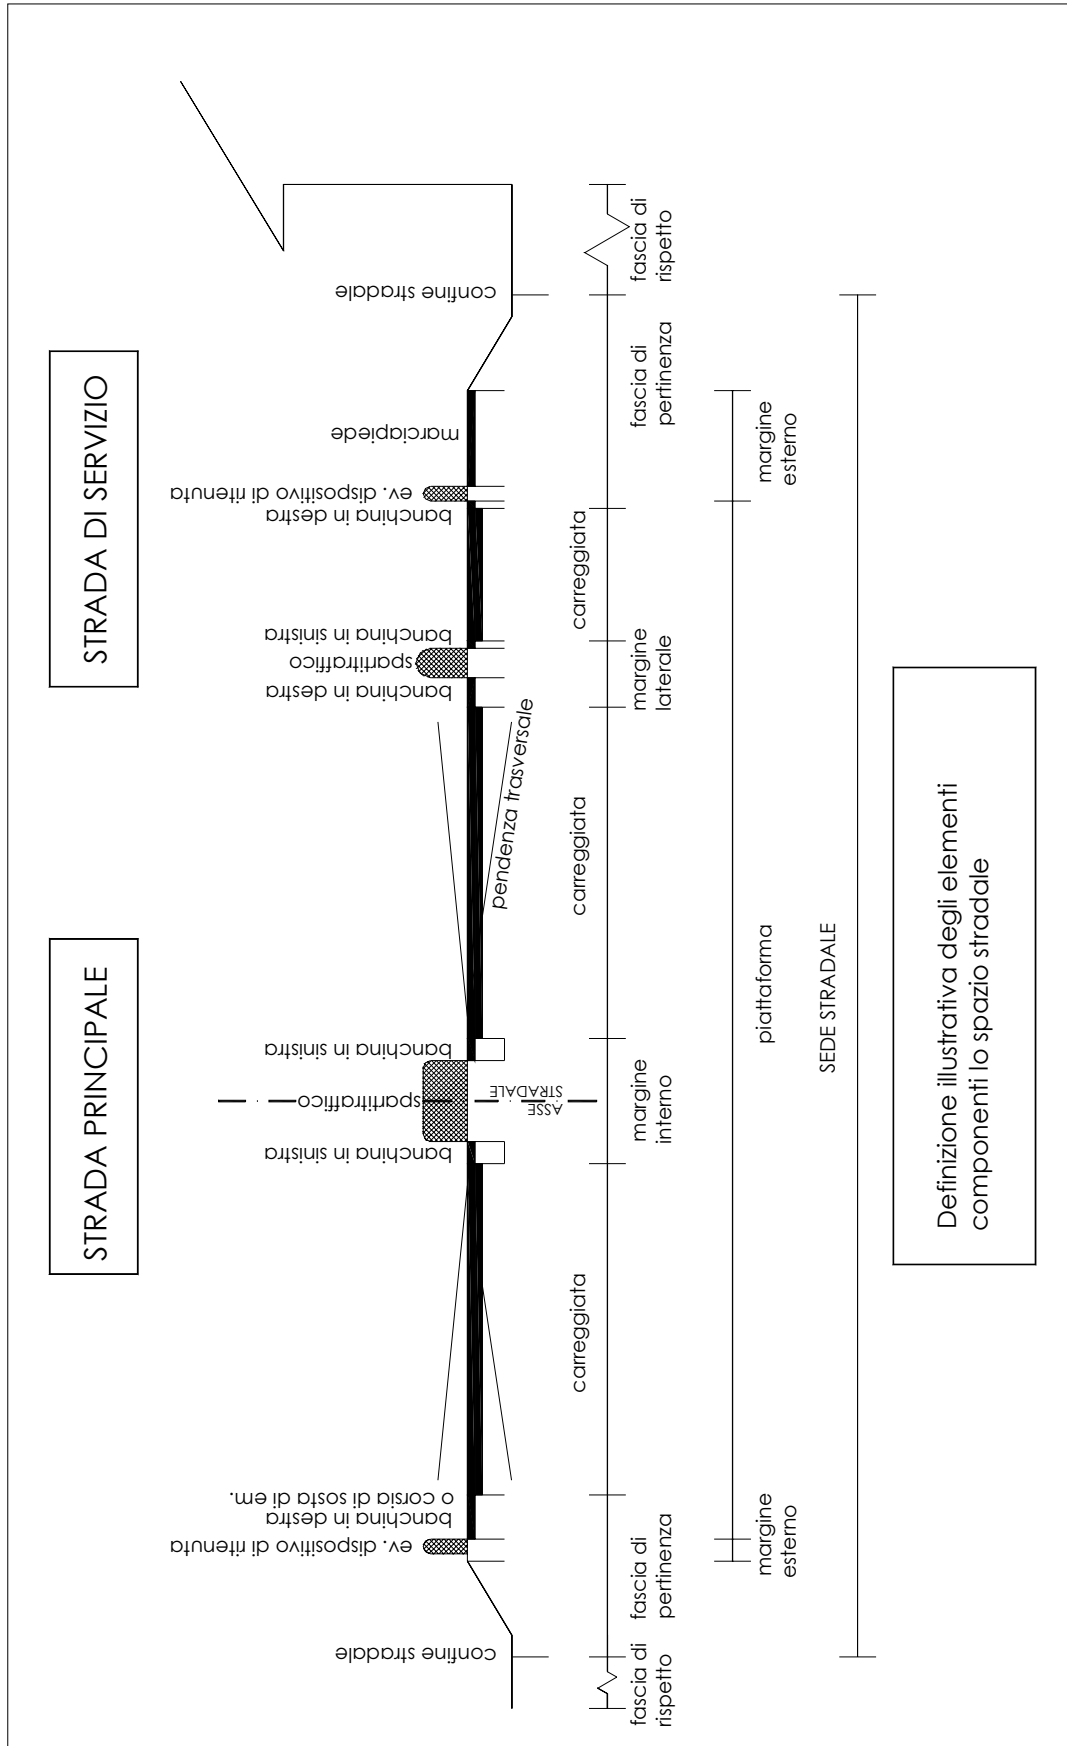 STRADA PRINCIPALE
STRADA DI SERVIZIO
confine stradale
ev. dispositivo di ritenuta
banchina in destra
o corsia di sosta di em.
banchina in sinistra
spartitraffico
banchina in sinistra
banchina in destra
spartitraffico
banchina in sinistra
banchina in destra
ev. dispositivo di ritenuta
marciapiede
confine stradale
ASSE
STRADALE
pendenza trasversale
carreggiata
carreggiata
carreggiata
fascia di
rispetto
fascia di
pertinenza
margine
interno
margine
laterale
fascia di
pertinenza
fascia di
rispetto
margine
esterno
piattaforma
margine
esterno
SEDE STRADALE
Definizione illustrativa degli elementi
componenti lo spazio stradale